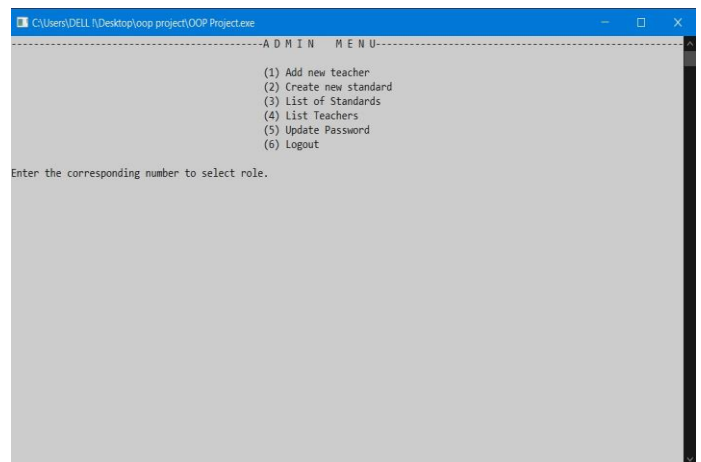 C:\Users\DELL !\Desktop\oop project\OOP Project.exe
-----------------------------------------A D M I N    M E N U--------------------------------------------------
(1) Add new teacher
(2) Create new standard
(3) List of Standards
(4) List Teachers
(5) Update Password
(6) Logout
Enter the corresponding number to select role.